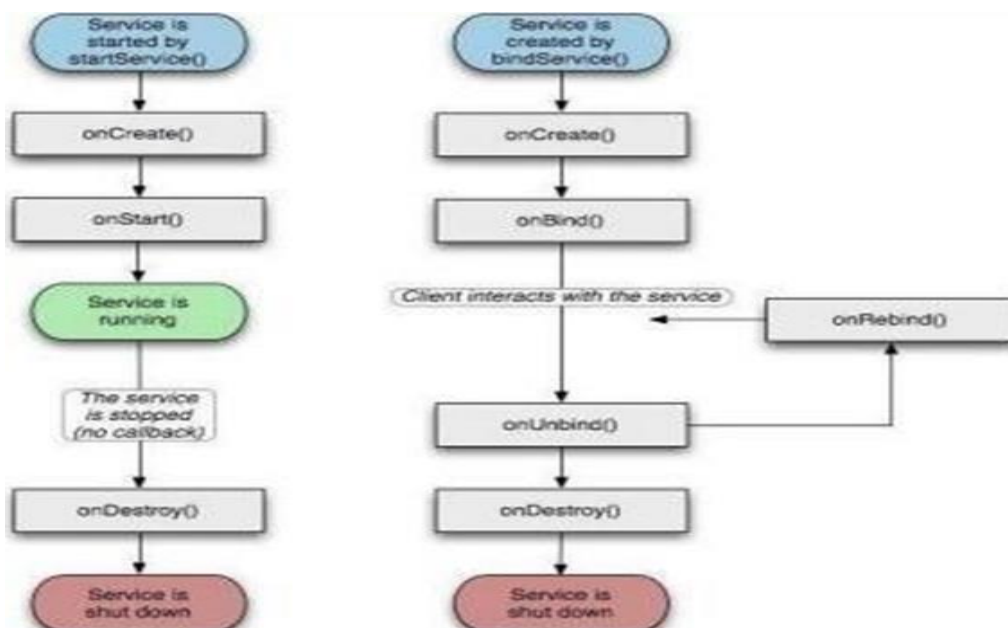 Service is
started by
startService()
onCreate()
onStart()
Service is
running
The service
is stopped
(no callback)
onDestroy()
Service is
shut down
Service is
created by
bindService()
onCreate()
onBind()
Client interacts with the service
onRebind()
onUnbind()
onDestroy()
Service is
shut down